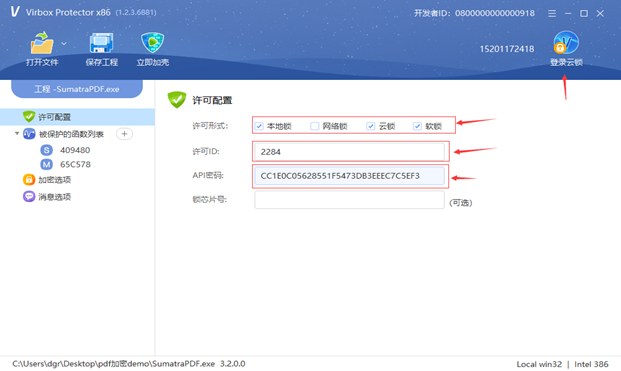 Virbox Protector x86 (1.2.3.6881) 开发者ID: 0800000000000918
打开文件 保存工程 立即加壳 15201172418 登录云锁
工程 -SumatraPDF.exe
许可配置
被保护的函数列表 +
S 409480
M 65C578
加密选项
消息选项
许可配置
许可形式: 本地锁 网络锁 云锁 软锁
许可ID: 2284
API密码: CC1E0C05628551F5473DB3EEEC7C5EF3
锁芯片号: (可选)
C:\Users\dgr\Desktop\pdf加密demo\SumatraPDF.exe 3.2.0.0 Local win32 | Intel 386